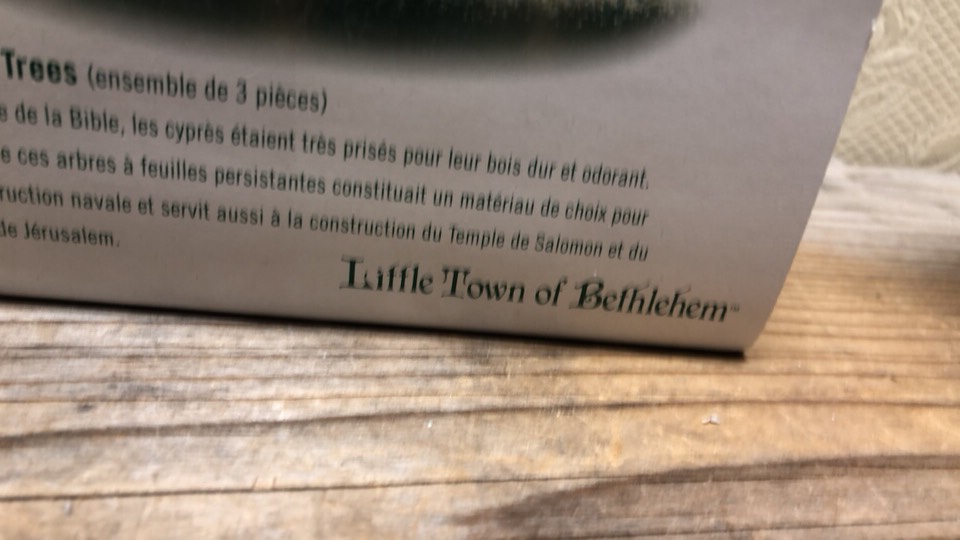 Trees (ensemble de 3 pièces)
de la Bible, les cyprès étaient très prisés pour leur bois dur et odorant.
ces arbres à feuilles persistantes constituait un matériau de choix pour
ruction navale et servit aussi à la construction du Temple de Salomon et du
de Jérusalem.
Little Town of Bethlehem™